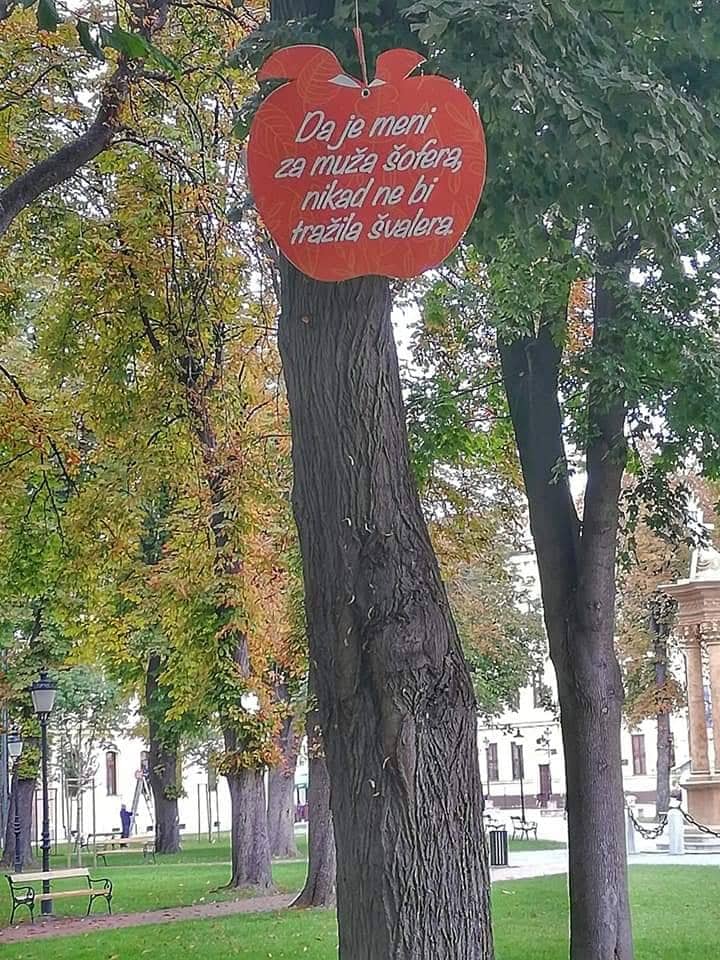 Da je meni
za muža šofera,
nikad ne bi
tražila švalera.